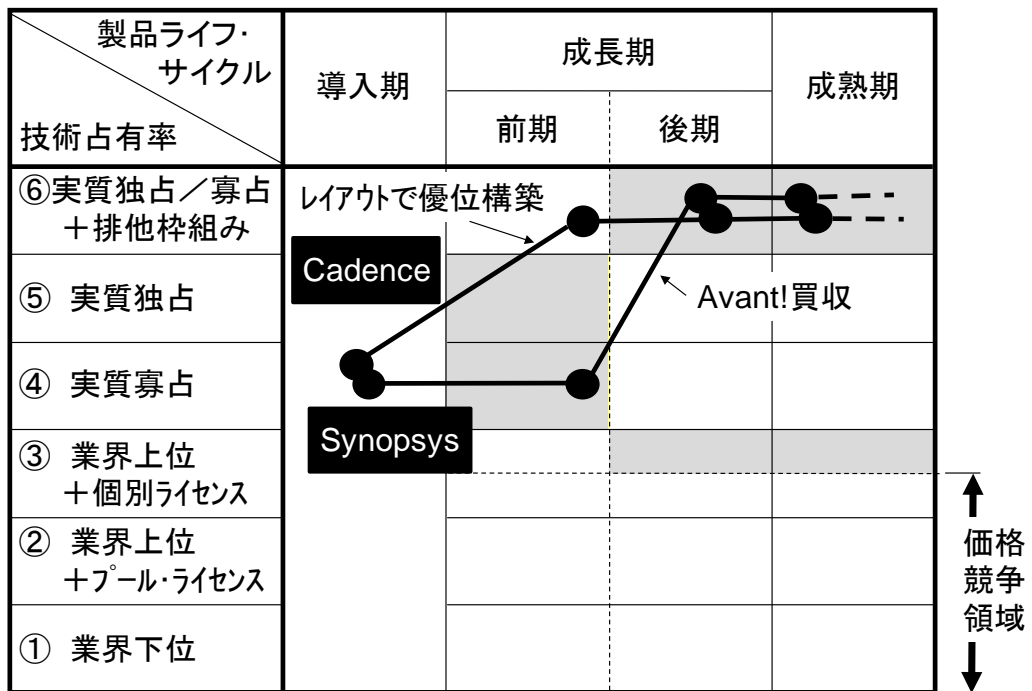 製品ライフ・
サイクル
技術占有率
導入期
成長期
前期
後期
成熟期
⑥実質独占／寡占
＋排他枠組み
レイアウトで優位構築
Cadence
⑤ 実質独占
Avant!買収
④ 実質寡占
Synopsys
③ 業界上位
＋個別ライセンス
② 業界上位
＋プール・ライセンス
① 業界下位
価格
競争
領域